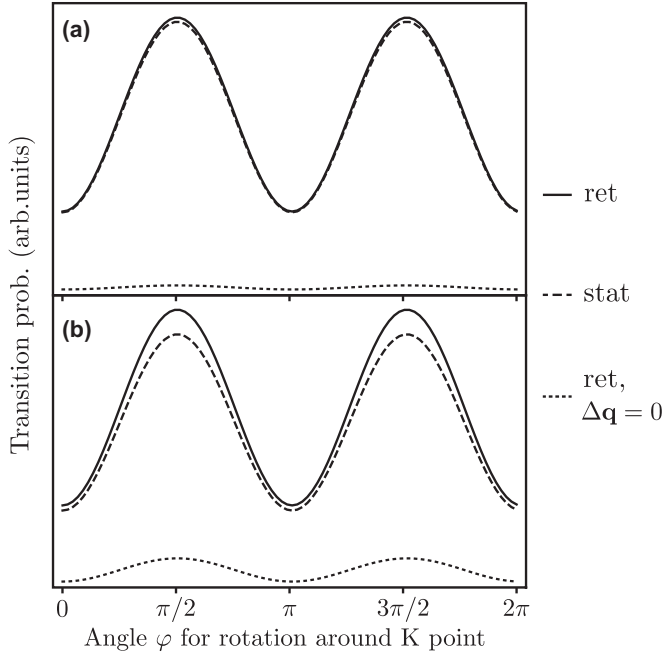 (a)
Transition prob. (arb.units)
ret
stat
(b)
ret,
Δq = 0
0 π/2 π 3π/2 2π
Angle φ for rotation around K point